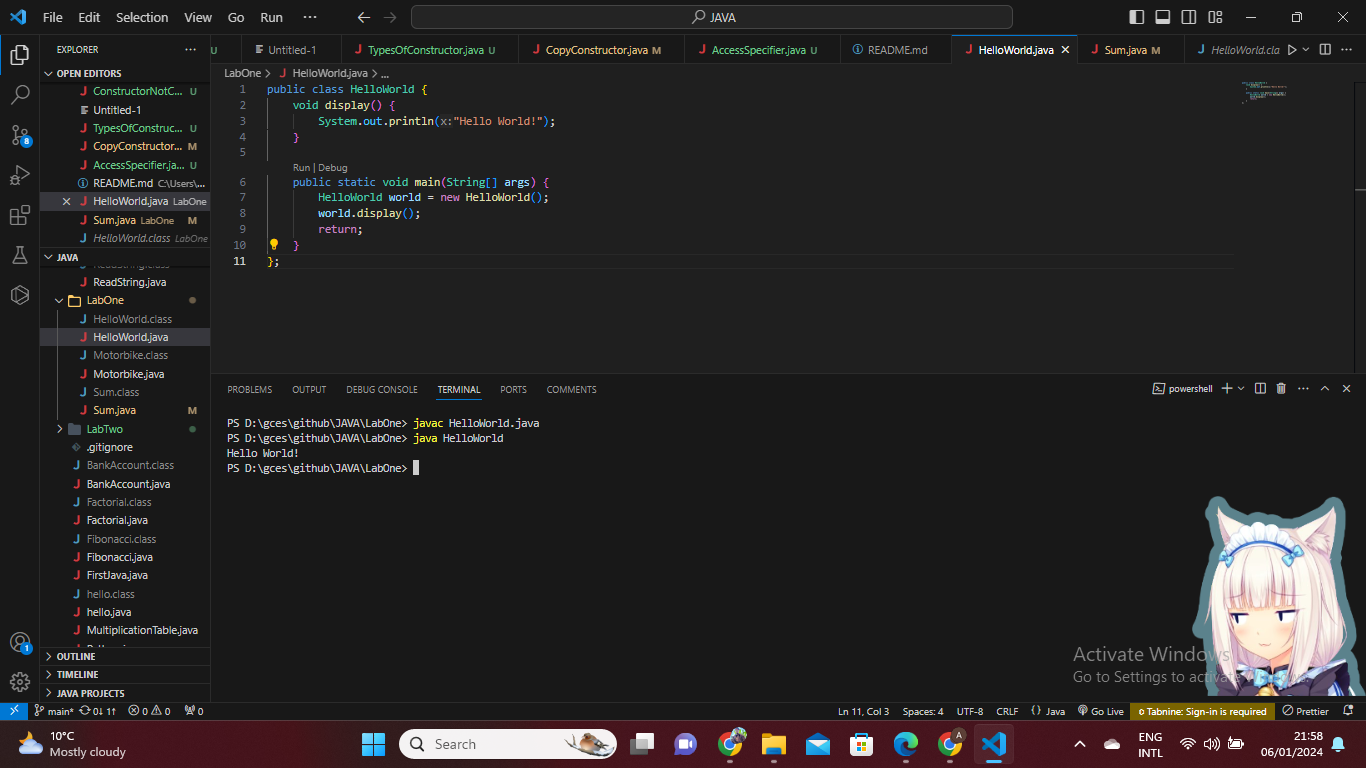 File Edit Selection View Go Run ··· JAVA
EXPLORER
OPEN EDITORS
ConstructorNotC... U
Untitled-1
TypesOfConstruc... U
CopyConstructor... M
AccessSpecifier.ja... U
README.md C:\Users\...
HelloWorld.java LabOne
Sum.java LabOne M
HelloWorld.class LabOne
JAVA
ReadString.class
ReadString.java
LabOne
HelloWorld.class
HelloWorld.java
Motorbike.class
Motorbike.java
Sum.class
Sum.java M
LabTwo
.gitignore
BankAccount.class
BankAccount.java
Factorial.class
Factorial.java
Fibonacci.class
Fibonacci.java
FirstJava.java
hello.class
hello.java
MultiplicationTable.java
OUTLINE
TIMELINE
JAVA PROJECTS
8
1
U Untitled-1 TypesOfConstructor.java U CopyConstructor.java M AccessSpecifier.java U README.md HelloWorld.java Sum.java M HelloWorld.cla
LabOne > HelloWorld.java > ...
1 public class HelloWorld {
2 void display() {
3 System.out.println(x:"Hello World!");
4 }
5
Run | Debug
6 public static void main(String[] args) {
7 HelloWorld world = new HelloWorld();
8 world.display();
9 return;
10 }
11 };
PROBLEMS OUTPUT DEBUG CONSOLE TERMINAL PORTS COMMENTS powershell
PS D:\gces\github\JAVA\LabOne> javac HelloWorld.java
PS D:\gces\github\JAVA\LabOne> java HelloWorld
Hello World!
PS D:\gces\github\JAVA\LabOne>
Activate Windows
Go to Settings to activate
main* 0↓ 1↑ 0 0 0 Ln 11, Col 3 Spaces: 4 UTF-8 CRLF {} Java Go Live Tabnine: Sign-in is required Prettier
10°C
Mostly cloudy
Search
A
ENG
INTL
21:58
06/01/2024